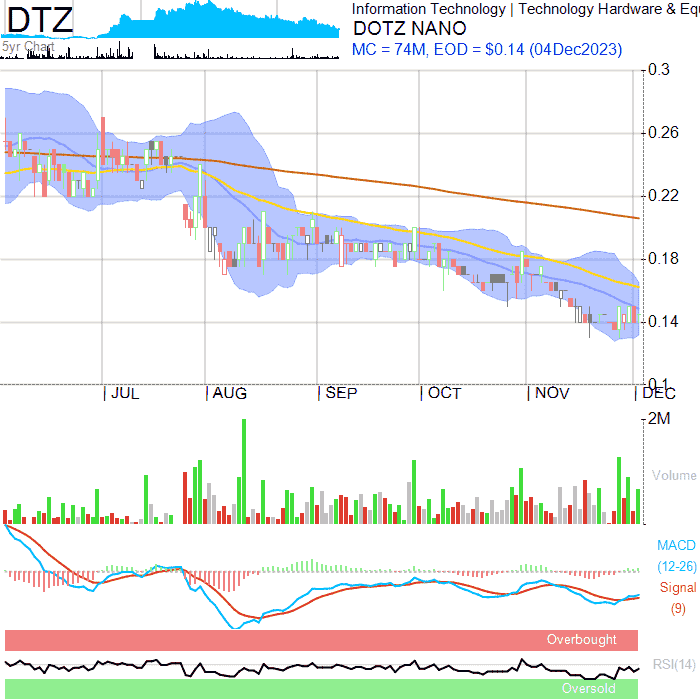 DTZ
5yr Chart
Information Technology | Technology Hardware & Equ
DOTZ NANO
MC = 74M, EOD = $0.14 (04Dec2023)
0.3
0.26
0.22
0.18
0.14
0.1
JUL AUG SEP OCT NOV DEC
2M
Volume
MACD
(12-26)
Signal
(9)
Overbought
RSI(14)
Oversold